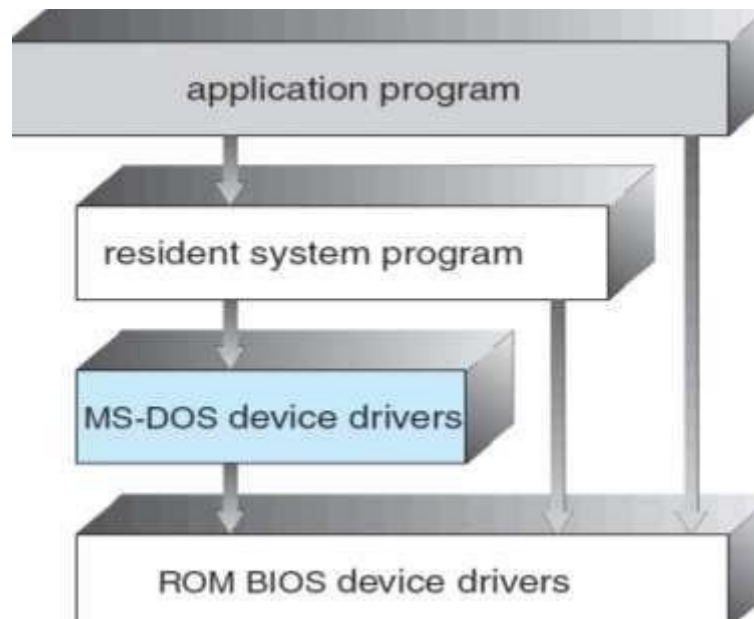 application program
resident system program
MS-DOS device drivers
ROM BIOS device drivers